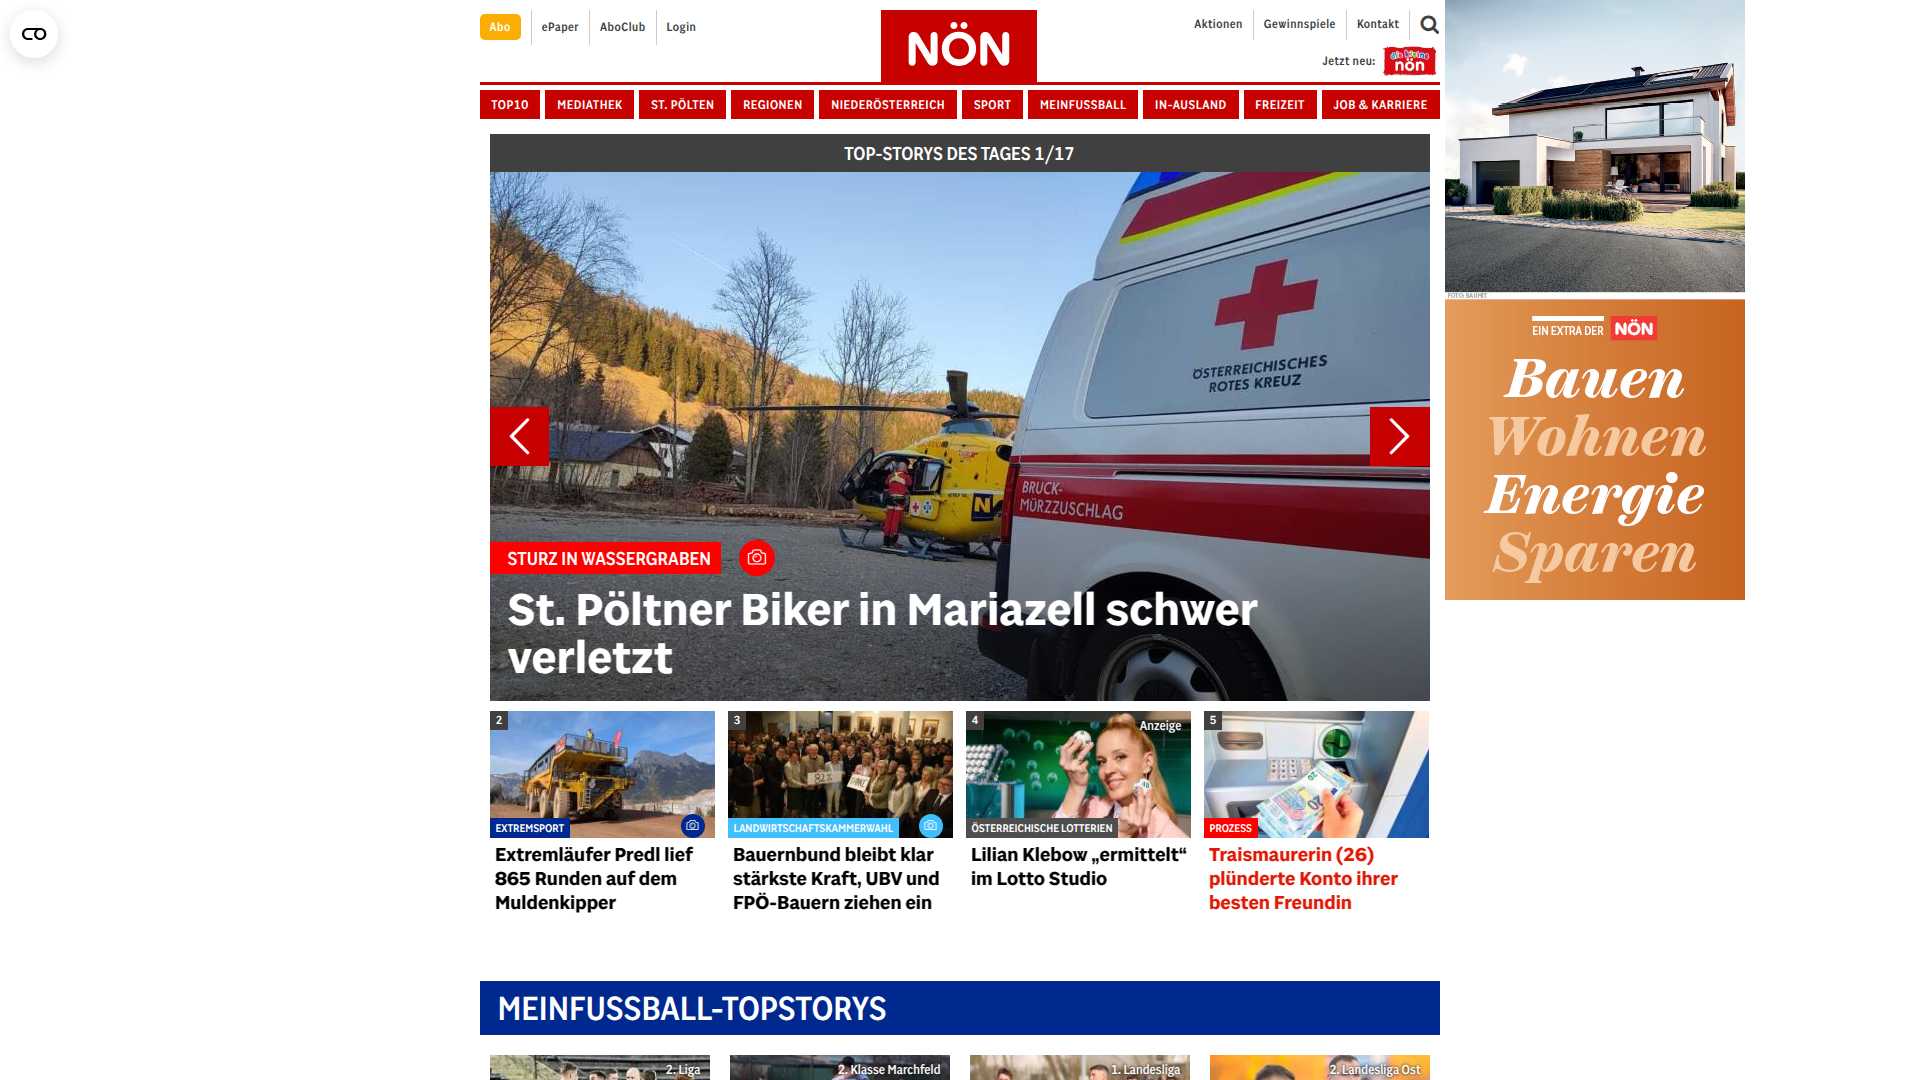 Abo
ePaper
AboClub
Login
NÖN
Aktionen
Gewinnspiele
Kontakt
Jetzt neu:
die kleine
nön
TOP10
MEDIATHEK
ST. PÖLTEN
REGIONEN
NIEDERÖSTERREICH
SPORT
MEINFUSSBALL
IN-AUSLAND
FREIZEIT
JOB & KARRIERE
TOP-STORYS DES TAGES 1/17
ÖSTERREICHISCHES
ROTES KREUZ
BRUCK-
MÜRZZUSCHLAG
N
STURZ IN WASSERGRABEN
St. Pöltner Biker in Mariazell schwer
verletzt
FOTO: BAUMIT
EIN EXTRA DER NÖN
Bauen
Wohnen
Energie
Sparen
2
EXTREMSPORT
Extremläufer Predl lief
865 Runden auf dem
Muldenkipper
3
82%
LANDWIRTSCHAFTSKAMMERWAHL
Bauernbund bleibt klar
stärkste Kraft, UBV und
FPÖ-Bauern ziehen ein
4
Anzeige
ÖSTERREICHISCHE LOTTERIEN
Lilian Klebow „ermittelt“
im Lotto Studio
5
20
PROZESS
Traismaurerin (26)
plünderte Konto ihrer
besten Freundin
MEINFUSSBALL-TOPSTORYS
2. Liga
2. Klasse Marchfeld
1. Landesliga
2. Landesliga Ost